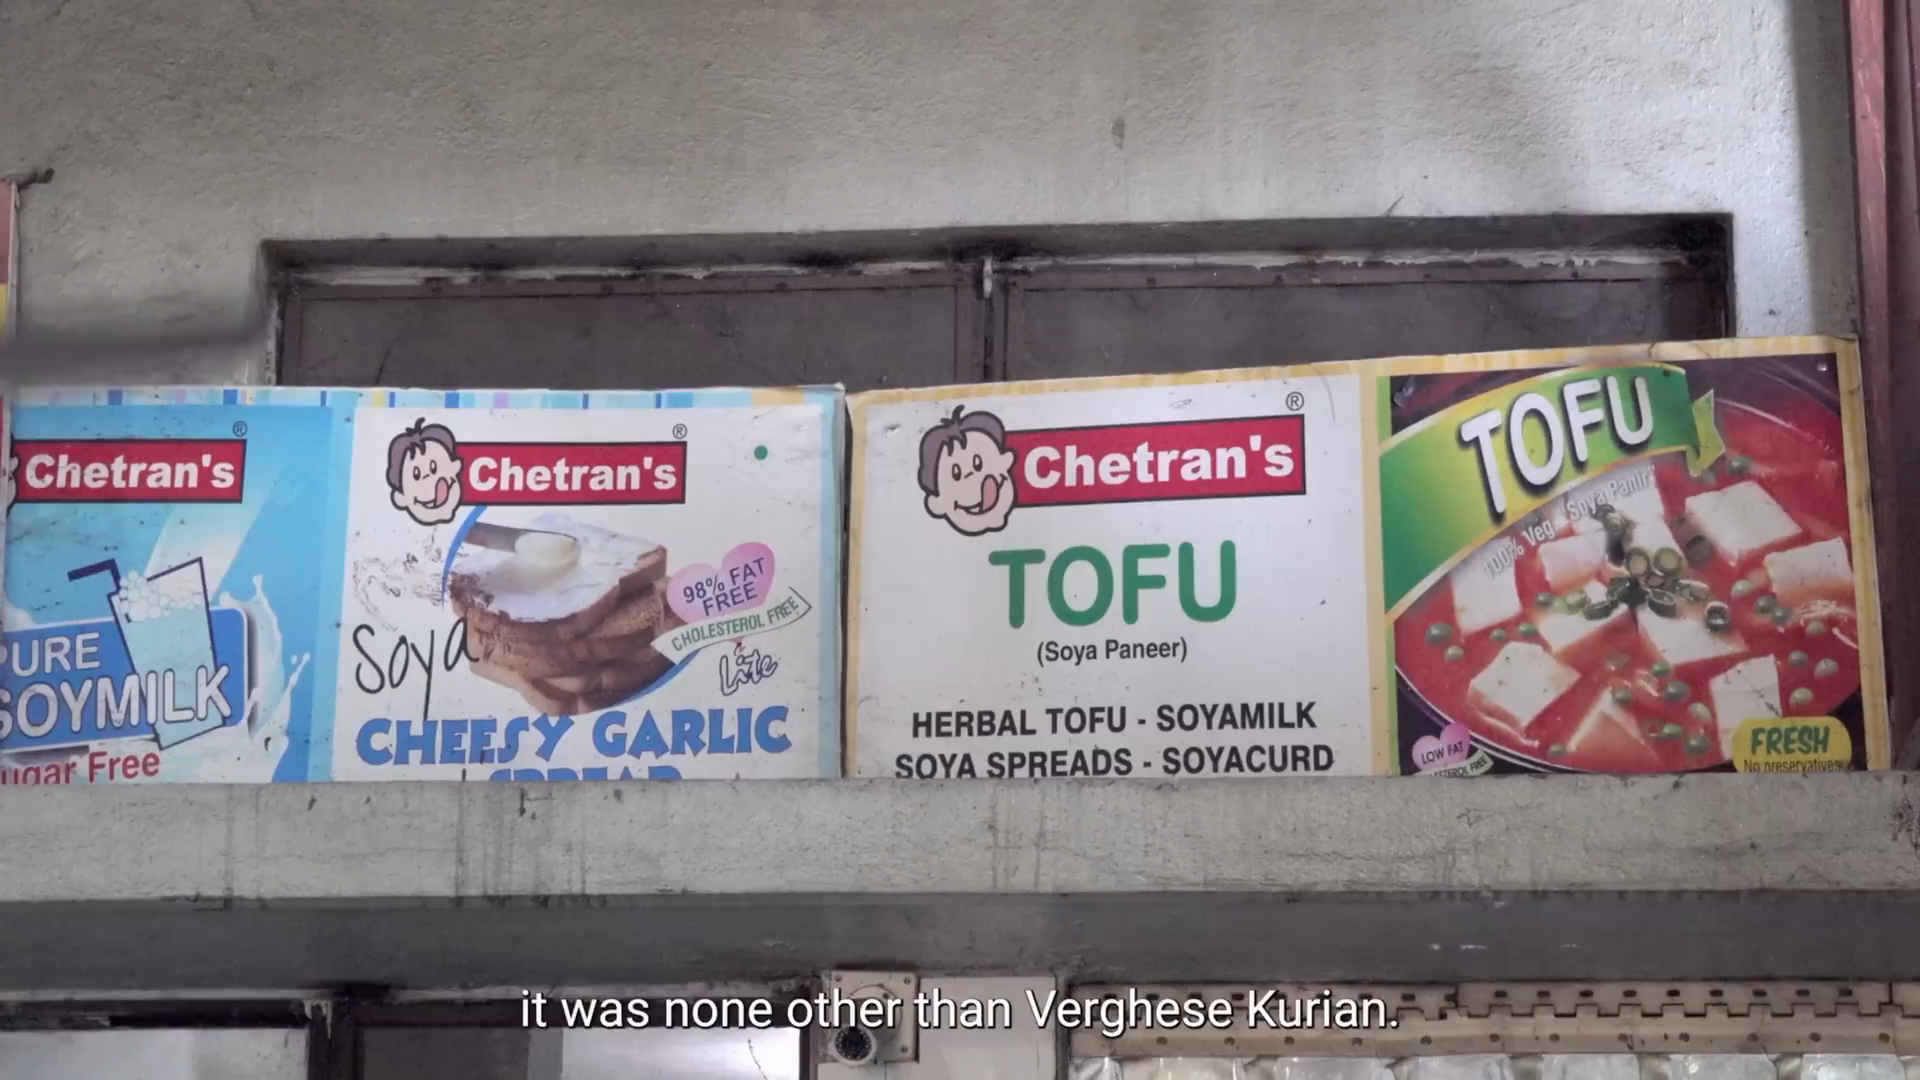 Chetran's ®
PURE
SOYMILK
Sugar Free
Chetran's ®
98% FAT
FREE
CHOLESTEROL FREE
Lite
Soya
CHEESY GARLIC
SPREAD
Chetran's ®
TOFU
(Soya Paneer)
HERBAL TOFU - SOYAMILK
SOYA SPREADS - SOYACURD
TOFU
100% Veg. 'Soya Panir'
LOW FAT
CHOLESTEROL FREE
FRESH
No preservatives
it was none other than Verghese Kurian.